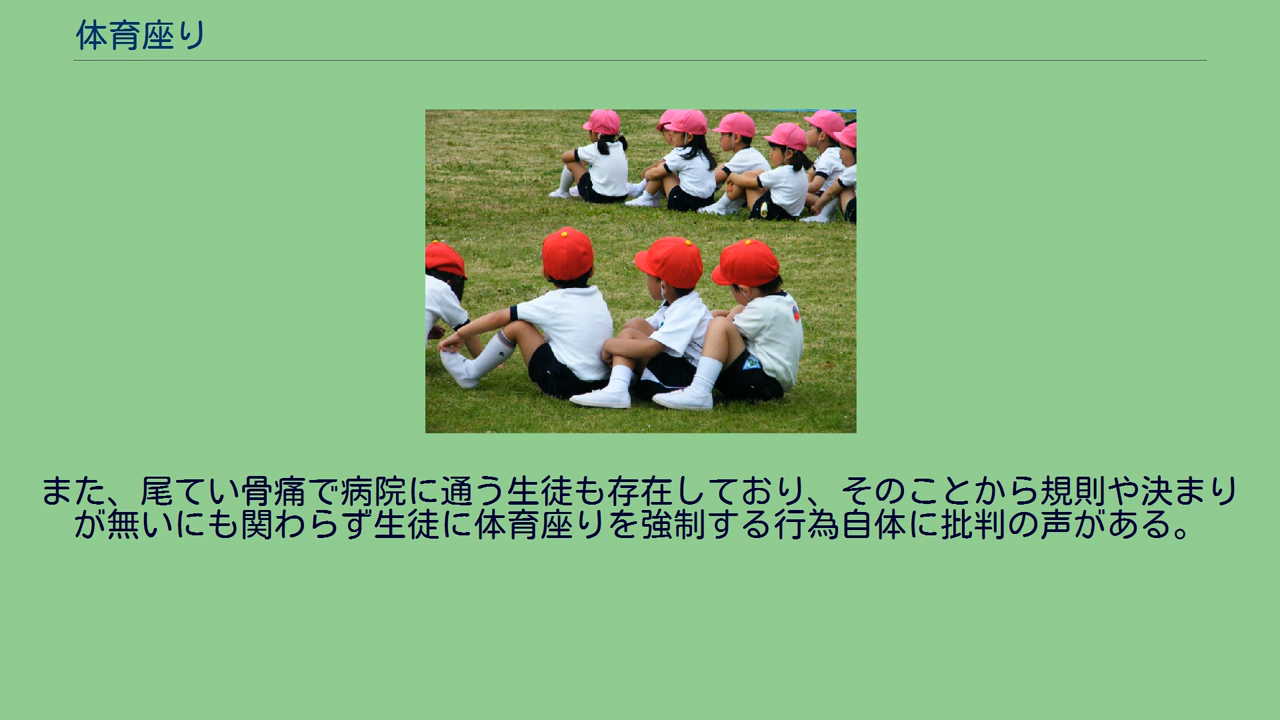 体育座り
また、尾てい骨痛で病院に通う生徒も存在しており、そのことから規則や決まり
が無いにも関わらず生徒に体育座りを強制する行為自体に批判の声がある。